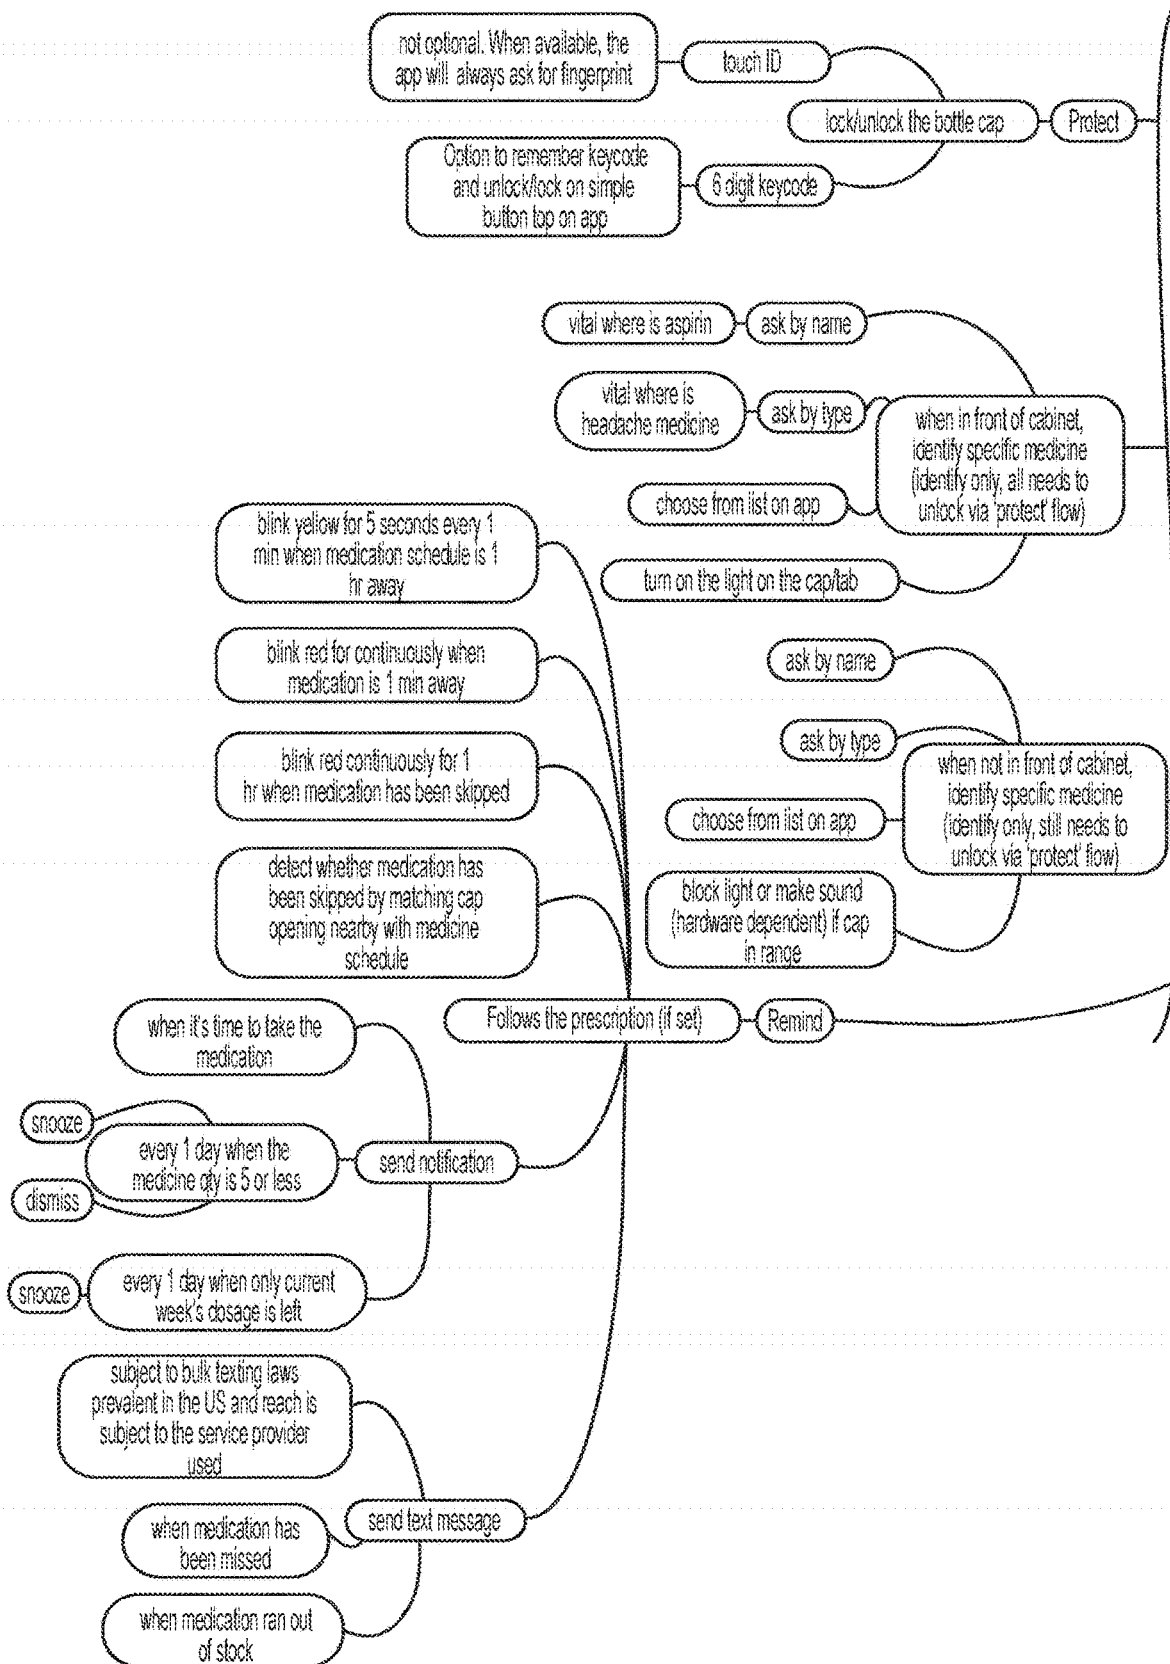 not optional. When available, the
app will always ask for fingerprint
touch ID
lock/unlock the bottle cap
Protect
Option to remember keycode
and unlock/lock on simple
button top on app
6 digit keycode
vital where is aspirin
ask by name
vital where is
headache medicine
ask by type
when in front of cabinet,
identify specific medicine
(identify only, all needs to
unlock via 'protect' flow)
choose from list on app
turn on the light on the cap/tab
blink yellow for 5 seconds every 1
min when medication schedule is 1
hr away
blink red for continuously when
medication is 1 min away
blink red continuously for 1
hr when medication has been skipped
detect whether medication has
been skipped by matching cap
opening nearby with medicine
schedule
ask by name
ask by type
when not in front of cabinet,
identify specific medicine
(identify only, still needs to
unlock via 'protect' flow)
choose from list on app
block light or make sound
(hardware dependent) if cap
in range
Follows the prescription (if set)
Remind
when it's time to take the
medication
snooze
every 1 day when the
medicine qty is 5 or less
dismiss
send notification
snooze
every 1 day when only current
week's dosage is left
subject to bulk texting laws
prevalent in the US and reach is
subject to the service provider
used
send text message
when medication has
been missed
when medication ran out
of stock